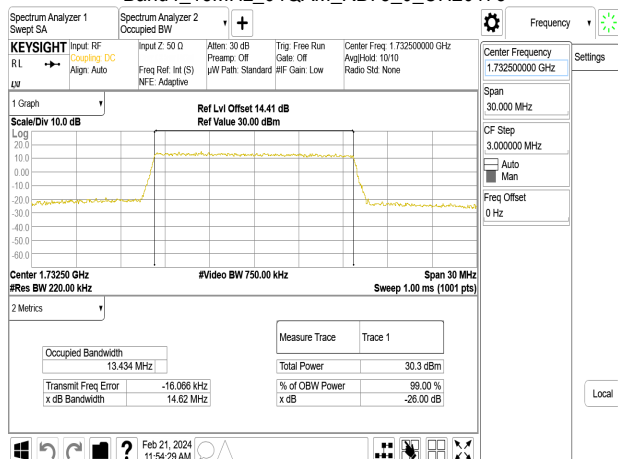 Spectrum Analyzer 1
Swept SA
Spectrum Analyzer 2
Occupied BW
Frequency
KEYSIGHT
RL
LXI
Input: RF
Coupling: DC
Align: Auto
Input Z: 50 Ω
Freq Ref: Int (S)
NFE: Adaptive
Atten: 30 dB
Preamp: Off
µW Path: Standard
Trig: Free Run
Gate: Off
#IF Gain: Low
Center Freq: 1.732500000 GHz
Avg|Hold: 10/10
Radio Std: None
Center Frequency
1.732500000 GHz
Settings
Span
30.000 MHz
CF Step
3.000000 MHz
Auto
Man
Freq Offset
0 Hz
Local
1 Graph
Scale/Div 10.0 dB
Ref Lvl Offset 14.41 dB
Ref Value 30.00 dBm
Log
20.0
10.0
0.00
-10.0
-20.0
-30.0
-40.0
-50.0
-60.0
Center 1.73250 GHz
#Video BW 750.00 kHz
Span 30 MHz
#Res BW 220.00 kHz
Sweep 1.00 ms (1001 pts)
2 Metrics
Measure Trace Trace 1
Occupied Bandwidth
13.434 MHz
Total Power 30.3 dBm
Transmit Freq Error -16.066 kHz
% of OBW Power 99.00 %
x dB Bandwidth 14.62 MHz
x dB -26.00 dB
?
Feb 21, 2024
11:54:29 AM